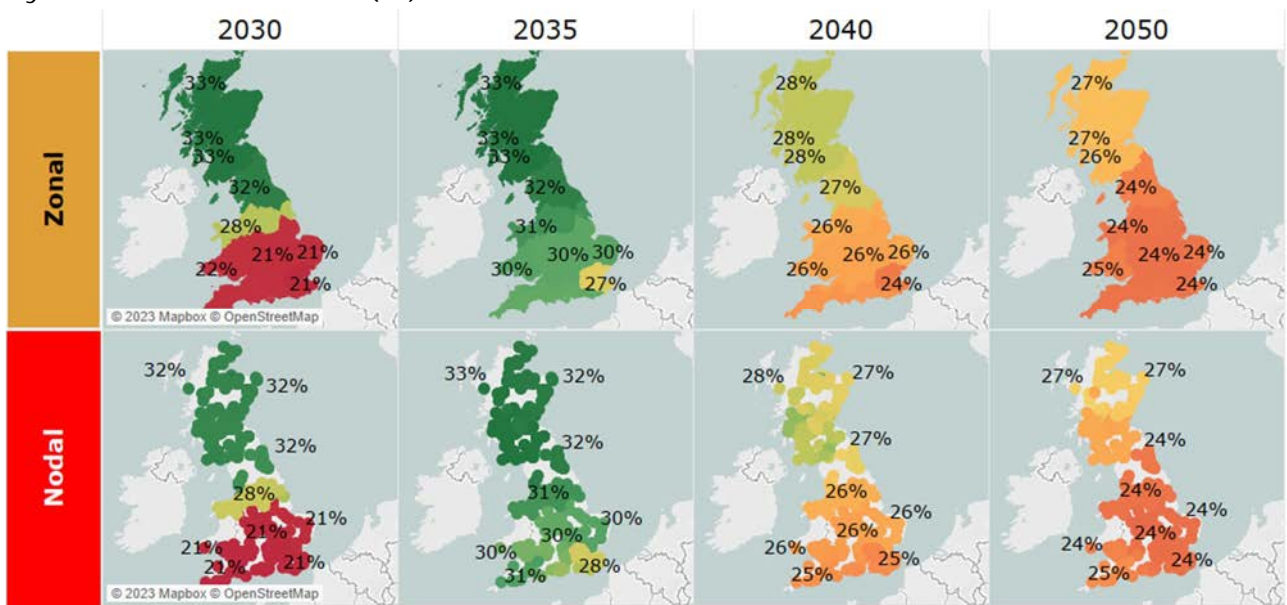 2030 2035 2040 2050
Zonal
33% 33% 28% 27%
33% 33% 28% 27%
33% 33% 28% 26%
32% 32% 27% 24%
28% 31% 26% 24%
21% 21% 30% 30% 26% 26% 24% 24%
22% 30% 26% 25%
21% 27% 24% 24%
© 2023 Mapbox © OpenStreetMap
Nodal
32% 32% 33% 32% 28% 27% 27% 27%
32% 32% 27% 24%
28% 31% 26% 24%
21% 30% 26% 24%
21% 30% 26% 24%
21% 30% 26% 24%
21% 21% 31% 28% 25% 25% 25% 24%
© 2023 Mapbox © OpenStreetMap